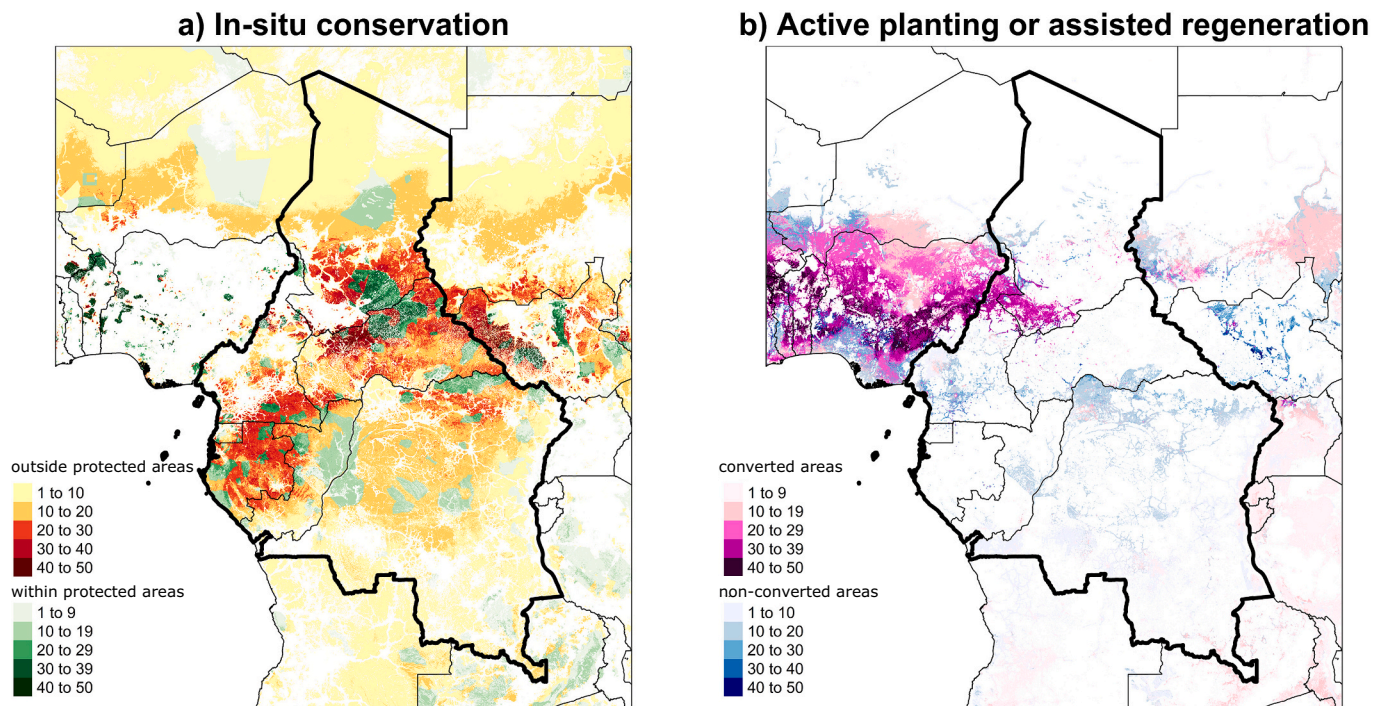 a) In-situ conservation
outside protected areas
1 to 10
10 to 20
20 to 30
30 to 40
40 to 50
within protected areas
1 to 9
10 to 19
20 to 29
30 to 39
40 to 50
b) Active planting or assisted regeneration
converted areas
1 to 9
10 to 19
20 to 29
30 to 39
40 to 50
non-converted areas
1 to 10
10 to 20
20 to 30
30 to 40
40 to 50